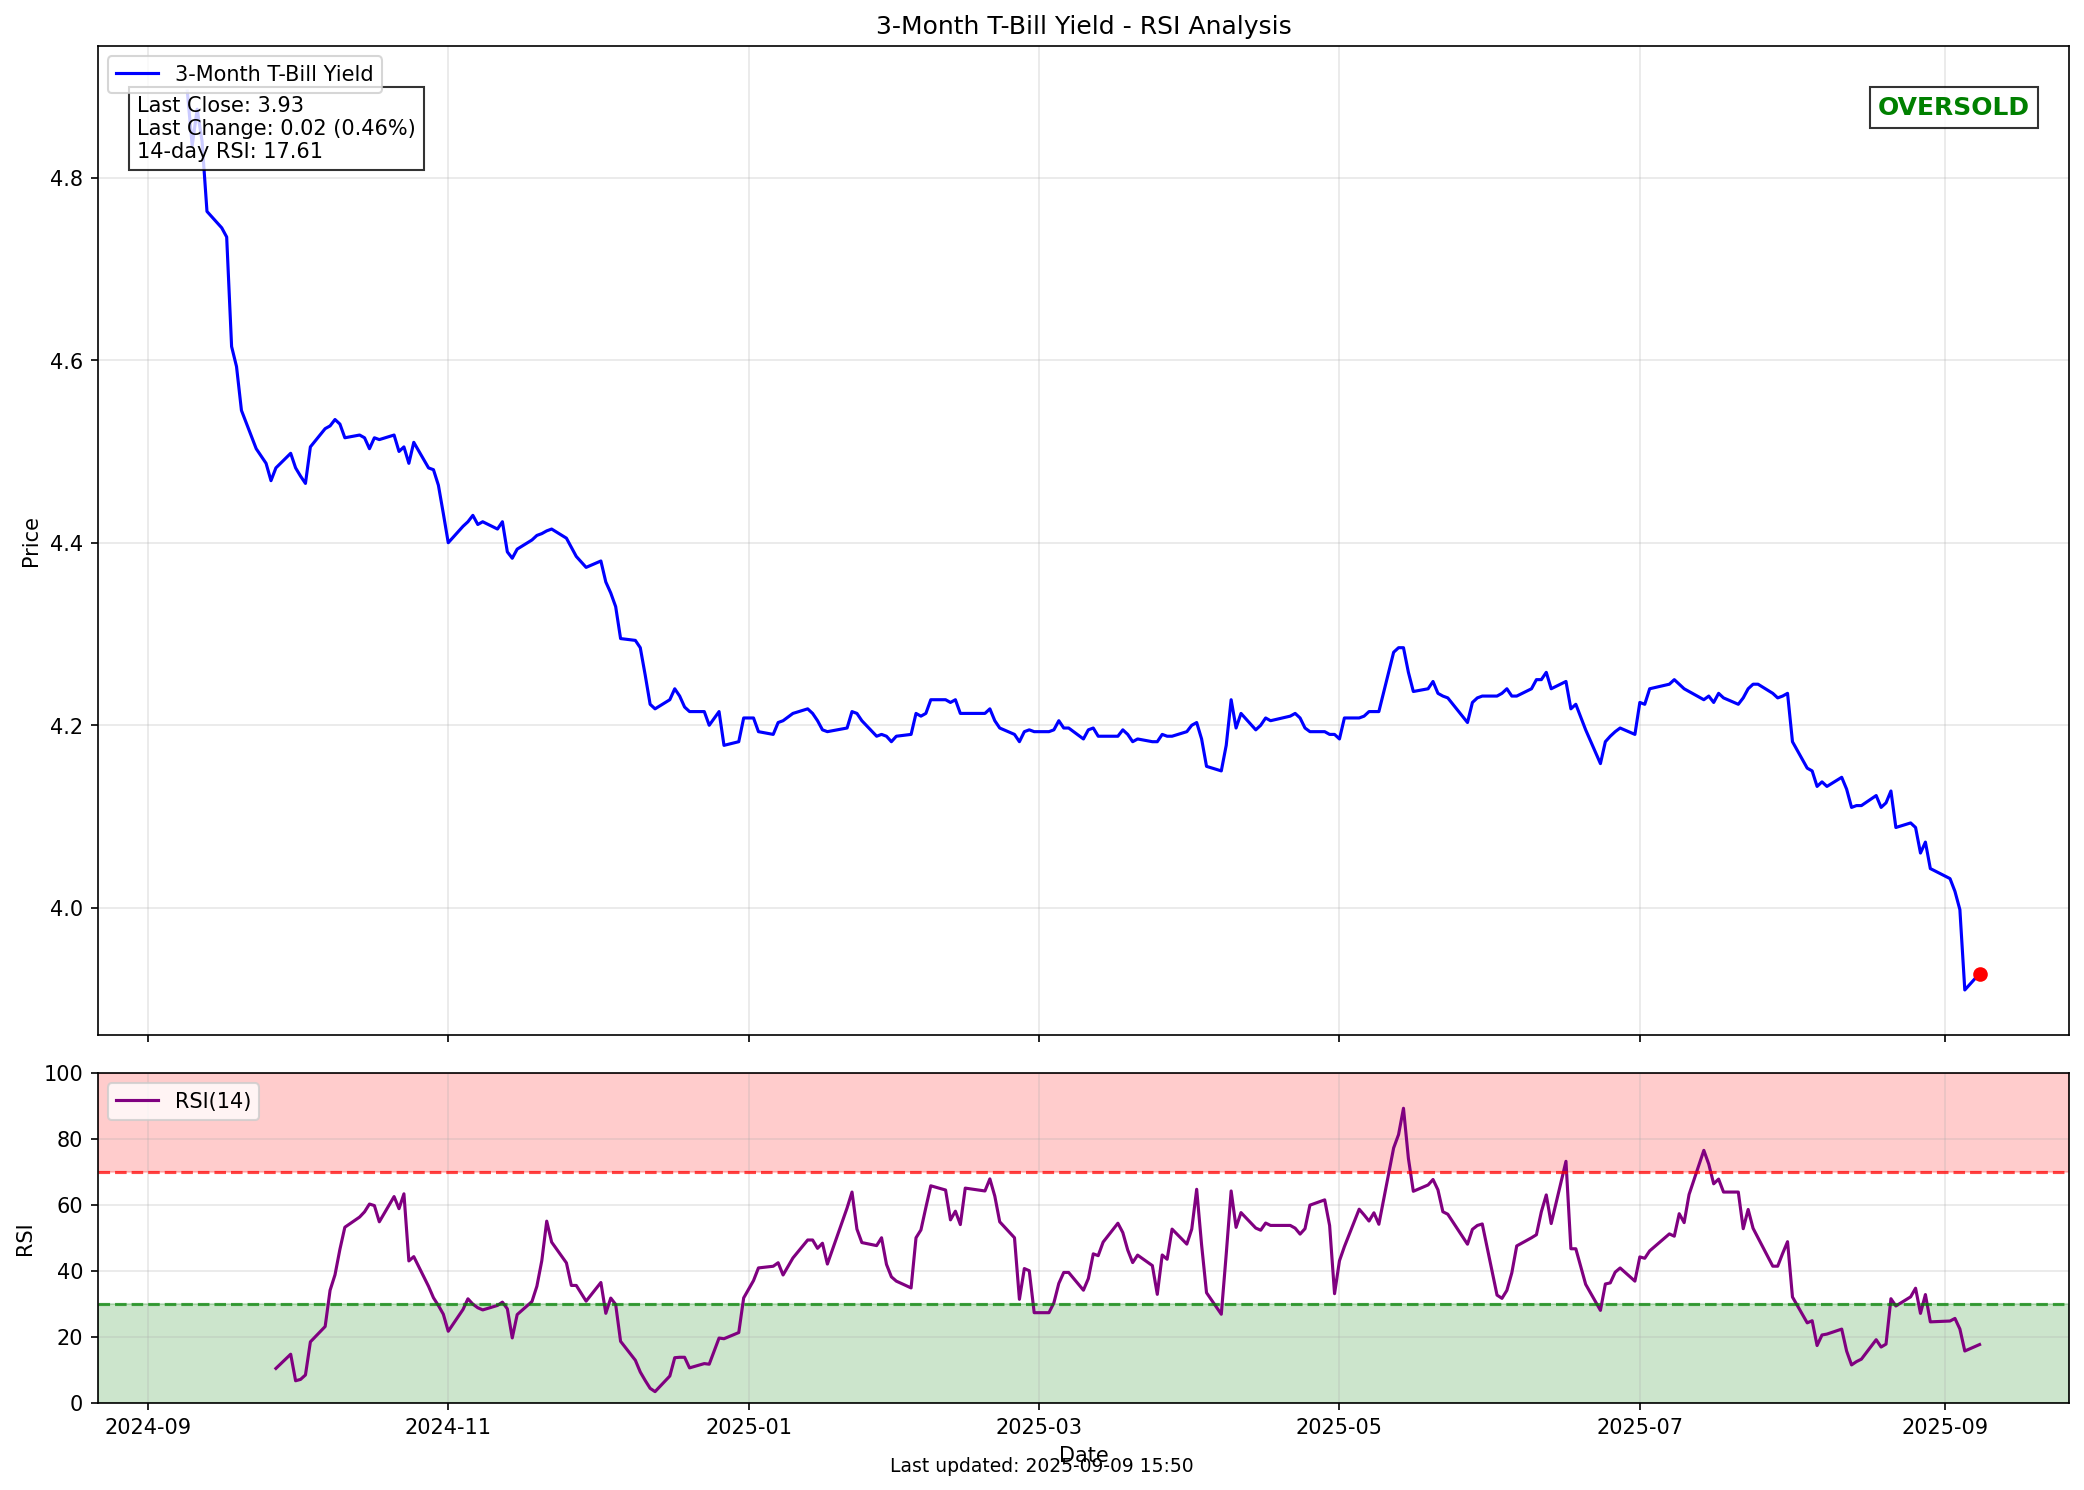 3-Month T-Bill Yield - RSI Analysis
3-Month T-Bill Yield
Last Close: 3.93
Last Change: 0.02 (0.46%)
14-day RSI: 17.61
OVERSOLD
4.8
4.6
4.4
4.2
4.0
Price
RSI(14)
100
80
60
40
20
0
RSI
2024-09
2024-11
2025-01
2025-03
2025-05
2025-07
2025-09
Date
Last updated: 2025-09-09 15:50